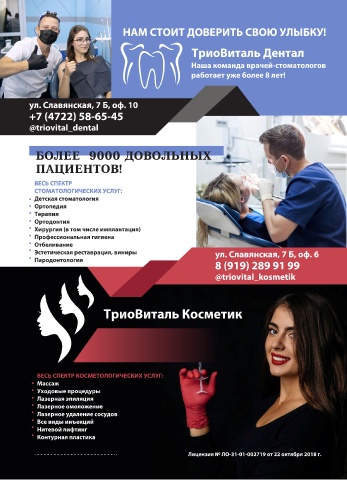 НАМ СТОИТ ДОВЕРИТЬ СВОЮ УЛЫБКУ!
ТриоВиталь Дентал
Наша команда врачей-стоматологов
работает уже более 8 лет!
ул. Славянская, 7 Б, оф. 10
+7 (4722) 58-65-45
@triovital_dental
БОЛЕЕ 9000 ДОВОЛЬНЫХ
ПАЦИЕНТОВ!
ВЕСЬ СПЕКТР
СТОМАТОЛОГИЧЕСКИХ УСЛУГ:
• Детская стоматология
• Ортопедия
• Терапия
• Ортодонтия
• Хирургия (в том числе имплантация)
• Профессиональная гигиена
• Отбеливание
• Эстетическая реставрация, виниры
• Пародонтология
ул. Славянская, 7 Б, оф. 6
8 (919) 289 91 99
@triovital_kosmetik
ТриоВиталь Косметик
ВЕСЬ СПЕКТР КОСМЕТОЛОГИЧЕСКИХ УСЛУГ:
• Массаж
• Уходовые процедуры
• Лазерная эпиляция
• Лазерное омоложение
• Лазерное удаление сосудов
• Все виды инъекций
• Нитевой лифтинг
• Контурная пластика
Лицензия № ЛО-31-01-002719 от 22 октября 2018 г.